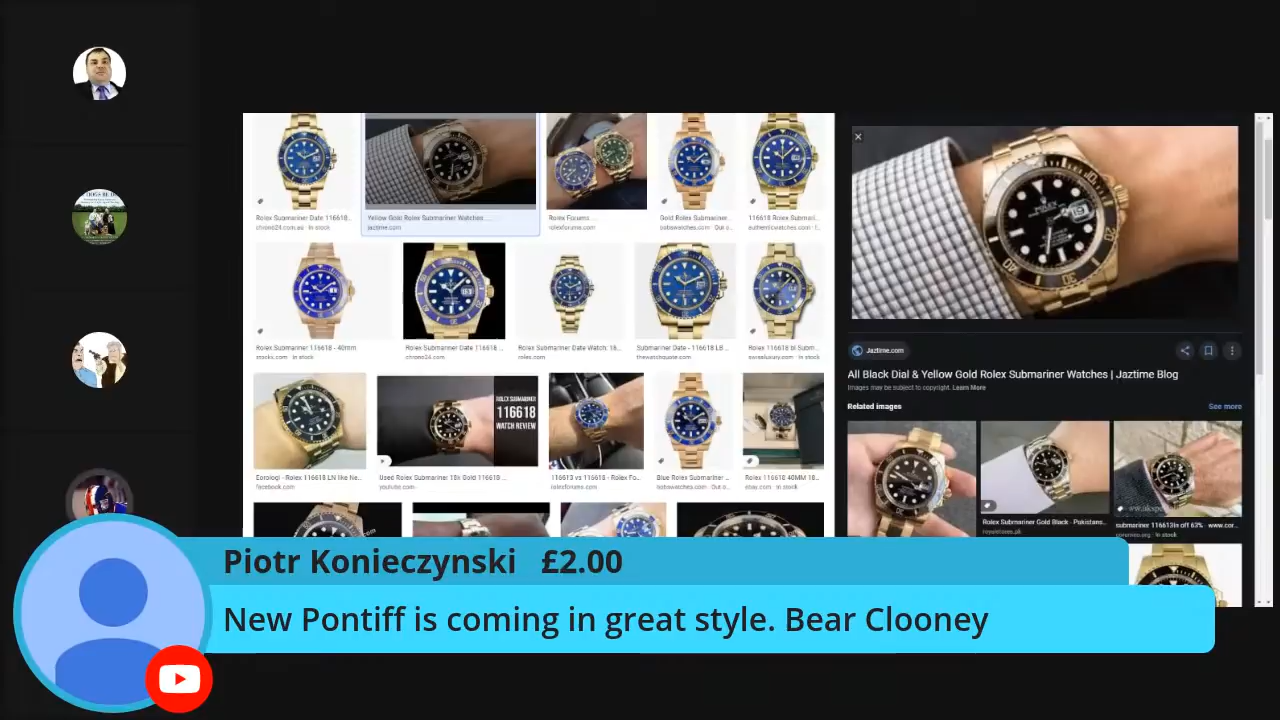 Rolex Submariner Date 116618...
chrono24.com.au · In stock
Yellow Gold Rolex Submariner Watches ...
jaztime.com
Rolex Forums ...
rolexforums.com
Gold Rolex Submariner
bobswatches.com · Out o...
116618 Rolex Submari...
authenticwatches.com
Rolex Submariner 116618 - 40mm
In stock
Rolex Submariner Date 116618 ...
chrono24.com
Rolex Submariner Date Watch: 18...
rolex.com
Submariner Date - 116618 LB ...
thewatchquote.com
Rolex 116618 bl Subm...
swissluxury.com · In stock
Eorologi - Rolex 116618 LN like Ne...
facebook.com
ROLEX SUBMARINER
116618
WATCH REVIEW
Used Rolex Submariner 18k Gold 116618 ...
youtube.com
116613 vs 116618 - Rolex Fo...
rolexforums.com
Blue Rolex Submariner
bobswatches.com · Out o...
Rolex 116618 40MM 18...
ebay.com · In stock
Jaztime.com
All Black Dial & Yellow Gold Rolex Submariner Watches | Jaztime Blog
Images may be subject to copyright. Learn More
Related images
See more
Rolex Submariner Gold Black - Pakistans...
royalfixers.pk
submariner 116613ln off 63% - www.cor...
In stock
Piotr Konieczynski £2.00
New Pontiff is coming in great style. Bear Clooney